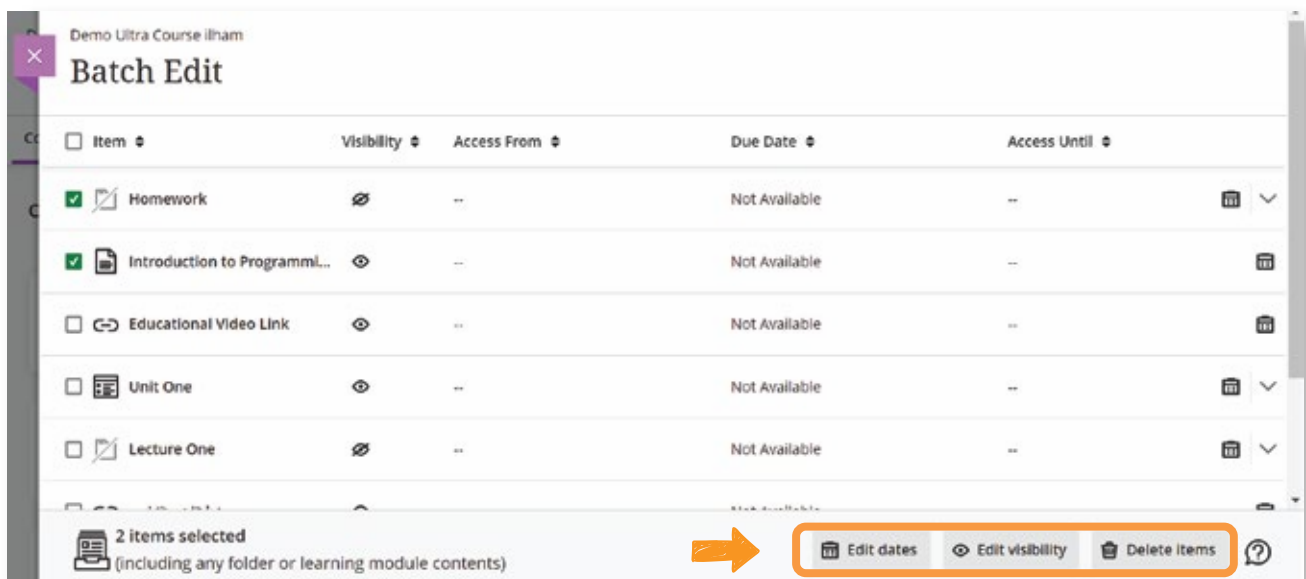 Demo Ultra Course ilham
Batch Edit
Item Visibility Access From Due Date Access Until
Homework -- Not Available --
Introduction to Programmi... -- Not Available --
Educational Video Link -- Not Available --
Unit One -- Not Available --
Lecture One -- Not Available --
2 items selected
(including any folder or learning module contents)
Edit dates Edit visibility Delete items